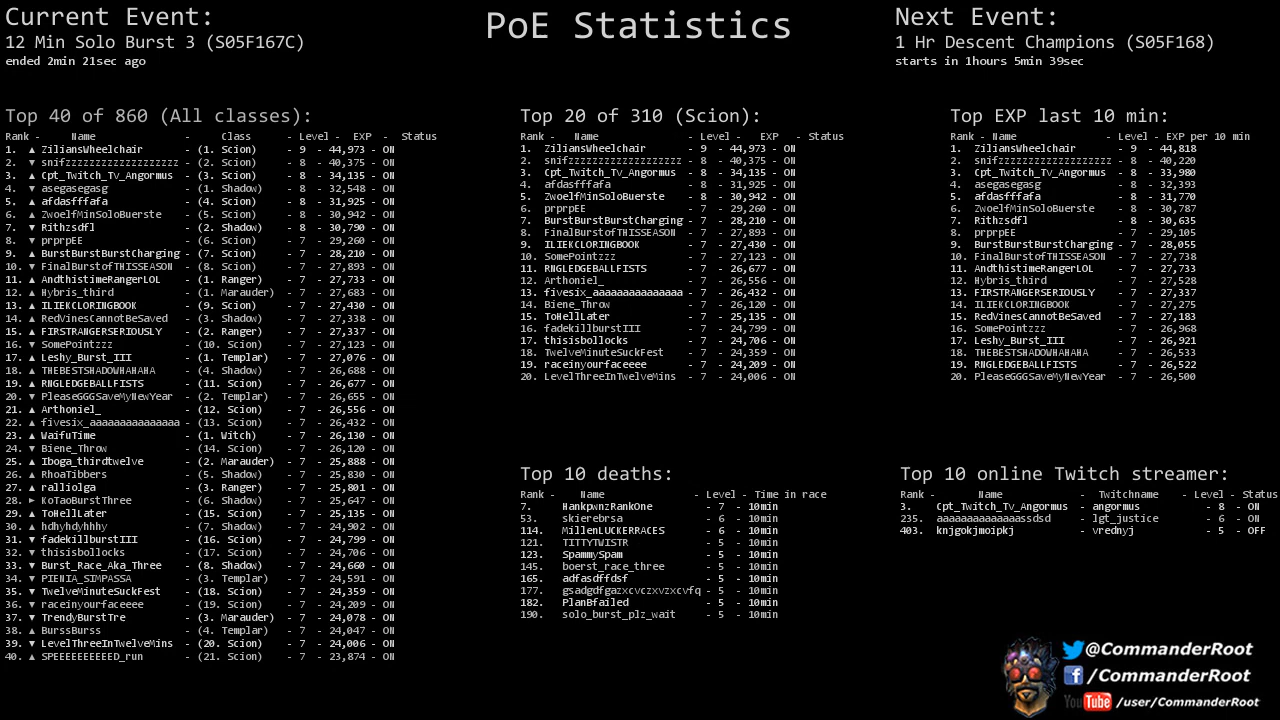 Current Event:
12 Min Solo Burst 3 (S05F167C)
ended 2min 21sec ago
PoE Statistics
Next Event:
1 Hr Descent Champions (S05F168)
starts in 1hours 5min 39sec
Top 40 of 860 (All classes):
Rank - Name - Class - Level - EXP - Status
1. ▲ ZiliansWheelchair - (1. Scion) - 9 - 44,973 - ON
2. ▼ snifzzzzzzzzzzzzzzzzzzz - (2. Scion) - 8 - 40,375 - ON
3. ▲ Cpt_Twitch_Tv_Angormus - (3. Scion) - 8 - 34,135 - ON
4. ▼ asegasegasg - (1. Shadow) - 8 - 32,548 - ON
5. ▲ afdasfffafa - (4. Scion) - 8 - 31,925 - ON
6. ▲ ZwoelfMinSoloBuerste - (5. Scion) - 8 - 30,942 - ON
7. ▼ Rithzsdfl - (2. Shadow) - 8 - 30,790 - ON
8. ▼ prprpEE - (6. Scion) - 7 - 29,260 - ON
9. ▲ BurstBurstBurstCharging - (7. Scion) - 7 - 28,210 - ON
10. ▼ FinalBurstofTHISSEASON - (8. Scion) - 7 - 27,893 - ON
11. ▲ AndthistimeRangerLOL - (1. Ranger) - 7 - 27,733 - ON
12. ▲ Hybris_third - (1. Marauder) - 7 - 27,683 - ON
13. ▲ ILIEKCLORINGBOOK - (9. Scion) - 7 - 27,430 - ON
14. ▲ RedVinesCannotBeSaved - (3. Shadow) - 7 - 27,338 - ON
15. ▲ FIRSTRANGERSERIOUSLY - (2. Ranger) - 7 - 27,337 - ON
16. ▼ SomePointzzz - (10. Scion) - 7 - 27,123 - ON
17. ▲ Leshy_Burst_III - (1. Templar) - 7 - 27,076 - ON
18. ▲ THEBESTSHADOWHAHAHA - (4. Shadow) - 7 - 26,688 - ON
19. ▲ RNGLEDGEBALLFISTS - (11. Scion) - 7 - 26,677 - ON
20. ▼ PleaseGGGSaveMyNewYear - (2. Templar) - 7 - 26,655 - ON
21. ▲ Arthoniel_ - (12. Scion) - 7 - 26,556 - ON
22. ▲ fivesix_aaaaaaaaaaaaaaa - (13. Scion) - 7 - 26,432 - ON
23. ▲ WaifuTime - (1. Witch) - 7 - 26,130 - ON
24. ▼ Biene_Throw - (14. Scion) - 7 - 26,120 - ON
25. ▲ Iboga_thirdtwelve - (2. Marauder) - 7 - 25,888 - ON
26. ▲ RhoaTibbers - (5. Shadow) - 7 - 25,830 - ON
27. ▲ ralliolga - (3. Ranger) - 7 - 25,801 - ON
28. ► KoTaoBurstThree - (6. Shadow) - 7 - 25,647 - ON
29. ▲ ToHellLater - (15. Scion) - 7 - 25,135 - ON
30. ▲ hdhyhdyhhhy - (7. Shadow) - 7 - 24,902 - ON
31. ▼ fadekillburstIII - (16. Scion) - 7 - 24,799 - ON
32. ▼ thisisbollocks - (17. Scion) - 7 - 24,706 - ON
33. ▼ Burst_Race_Aka_Three - (8. Shadow) - 7 - 24,660 - ON
34. ▼ PIENIA_SIMPASSA - (3. Templar) - 7 - 24,591 - ON
35. ▼ TwelveMinuteSuckFest - (18. Scion) - 7 - 24,359 - ON
36. ▼ raceinyourfaceeee - (19. Scion) - 7 - 24,209 - ON
37. ▼ TrendyBurstTre - (3. Marauder) - 7 - 24,078 - ON
38. ▲ BurssBurss - (4. Templar) - 7 - 24,047 - ON
39. ▼ LevelThreeInTwelveMins - (20. Scion) - 7 - 24,006 - ON
40. ▲ SPEEEEEEEEEED_run - (21. Scion) - 7 - 23,874 - ON
Top 20 of 310 (Scion):
Rank - Name - Level - EXP - Status
1. ZiliansWheelchair - 9 - 44,973 - ON
2. snifzzzzzzzzzzzzzzzzzzz - 8 - 40,375 - ON
3. Cpt_Twitch_Tv_Angormus - 8 - 34,135 - ON
4. afdasfffafa - 8 - 31,925 - ON
5. ZwoelfMinSoloBuerste - 8 - 30,942 - ON
6. prprpEE - 7 - 29,260 - ON
7. BurstBurstBurstCharging - 7 - 28,210 - ON
8. FinalBurstofTHISSEASON - 7 - 27,893 - ON
9. ILIEKCLORINGBOOK - 7 - 27,430 - ON
10. SomePointzzz - 7 - 27,123 - ON
11. RNGLEDGEBALLFISTS - 7 - 26,677 - ON
12. Arthoniel_ - 7 - 26,556 - ON
13. fivesix_aaaaaaaaaaaaaaa - 7 - 26,432 - ON
14. Biene_Throw - 7 - 26,120 - ON
15. ToHellLater - 7 - 25,135 - ON
16. fadekillburstIII - 7 - 24,799 - ON
17. thisisbollocks - 7 - 24,706 - ON
18. TwelveMinuteSuckFest - 7 - 24,359 - ON
19. raceinyourfaceeee - 7 - 24,209 - ON
20. LevelThreeInTwelveMins - 7 - 24,006 - ON
Top EXP last 10 min:
Rank - Name - Level - EXP per 10 min
1. ZiliansWheelchair - 9 - 44,818
2. snifzzzzzzzzzzzzzzzzzzz - 8 - 40,220
3. Cpt_Twitch_Tv_Angormus - 8 - 33,980
4. asegasegasg - 8 - 32,393
5. afdasfffafa - 8 - 31,770
6. ZwoelfMinSoloBuerste - 8 - 30,787
7. Rithzsdfl - 8 - 30,635
8. prprpEE - 7 - 29,105
9. BurstBurstBurstCharging - 7 - 28,055
10. FinalBurstofTHISSEASON - 7 - 27,738
11. AndthistimeRangerLOL - 7 - 27,733
12. Hybris_third - 7 - 27,528
13. FIRSTRANGERSERIOUSLY - 7 - 27,337
14. ILIEKCLORINGBOOK - 7 - 27,275
15. RedVinesCannotBeSaved - 7 - 27,183
16. SomePointzzz - 7 - 26,968
17. Leshy_Burst_III - 7 - 26,921
18. THEBESTSHADOWHAHAHA - 7 - 26,533
19. RNGLEDGEBALLFISTS - 7 - 26,522
20. PleaseGGGSaveMyNewYear - 7 - 26,500
Top 10 deaths:
Rank - Name - Level - Time in race
7. HankpwnzRankOne - 7 - 10min
53. skierebrsa - 6 - 10min
114. MillenLUCKERRACES - 6 - 10min
121. TITTYTWISTR - 5 - 10min
123. SpammySpam - 5 - 10min
145. boerst_race_three - 5 - 10min
165. adfasdffdsf - 5 - 10min
177. gsadgdfgazxcvczxvzxcvfq - 5 - 10min
182. PlanBfailed - 5 - 10min
190. solo_burst_plz_wait - 5 - 10min
Top 10 online Twitch streamer:
Rank - Name - Twitchname - Level - Status
3. Cpt_Twitch_Tv_Angormus - angormus - 8 - ON
235. aaaaaaaaaaaaaassdsd - lgt_justice - 6 - ON
403. knjgokjmoipkj - vrednyj - 5 - OFF
@CommanderRoot
/CommanderRoot
YouTube /user/CommanderRoot